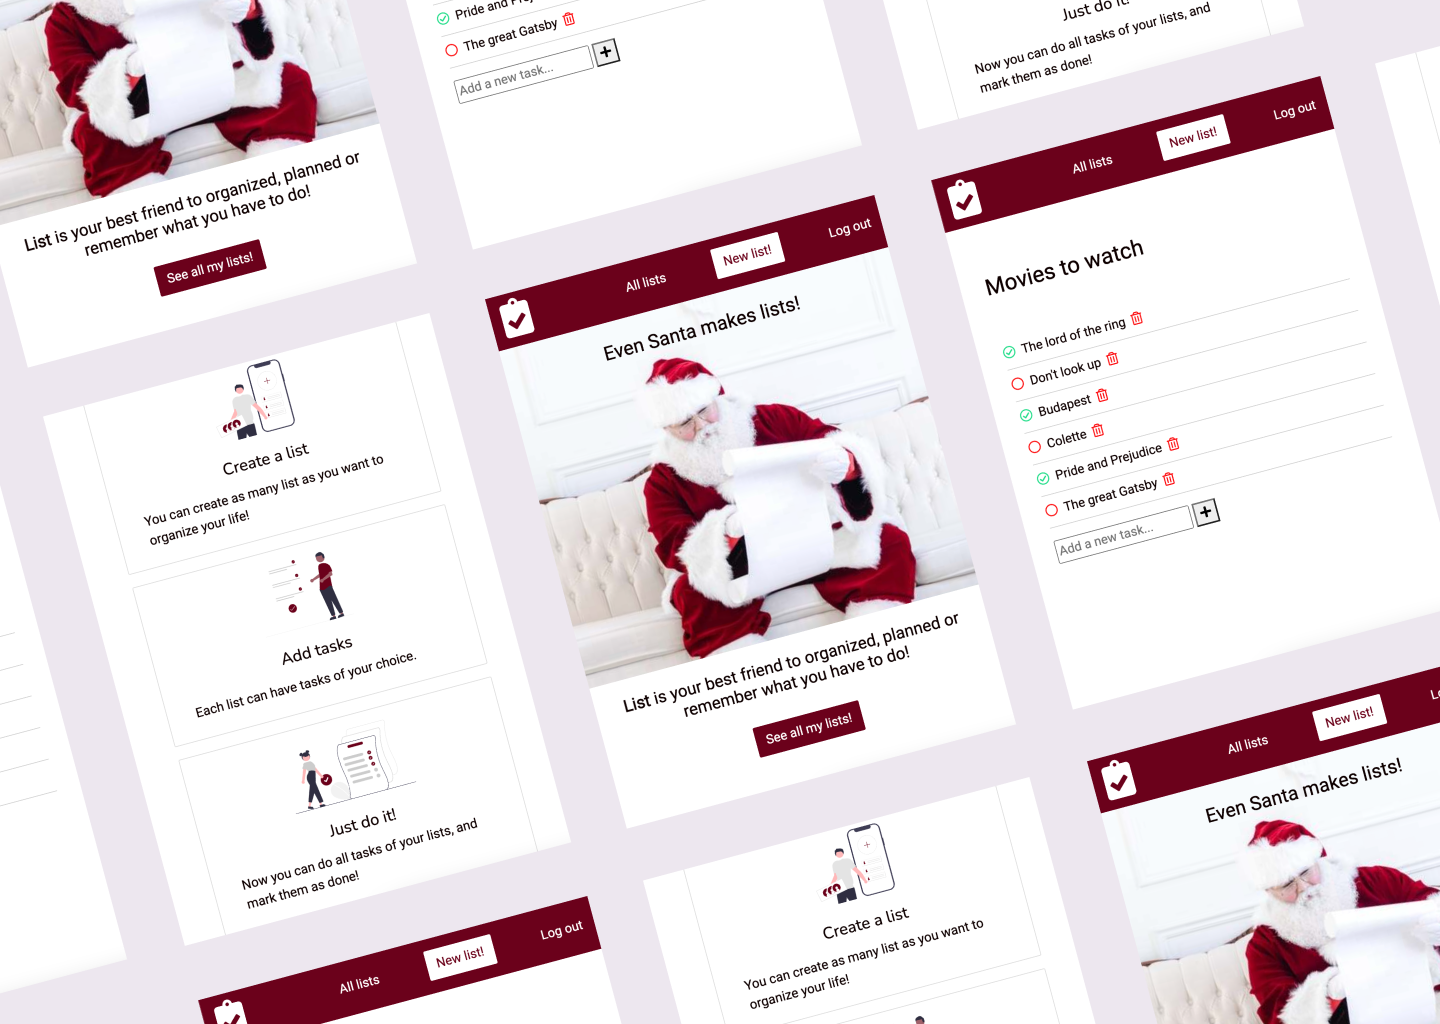 List is your best friend to organized, planned or
remember what you have to do!
See all my lists!
Create a list
You can create as many list as you want to
organize your life!
Add tasks
Each list can have tasks of your choice.
Just do it!
Now you can do all tasks of your lists, and
mark them as done!
All lists
New list!
Log out
Pride and Prej
The great Gatsby
Add a new task...
All lists
New list!
Log out
Even Santa makes lists!
List is your best friend to organized, planned or
remember what you have to do!
See all my lists!
Create a list
You can create as many list as you want to
organize your life!
Just do it!
Now you can do all tasks of your lists, and
mark them as done!
All lists
New list!
Log out
Movies to watch
The lord of the ring
Don't look up
Budapest
Colette
Pride and Prejudice
The great Gatsby
Add a new task...
All lists
New list!
Lo
Even Santa makes lists!